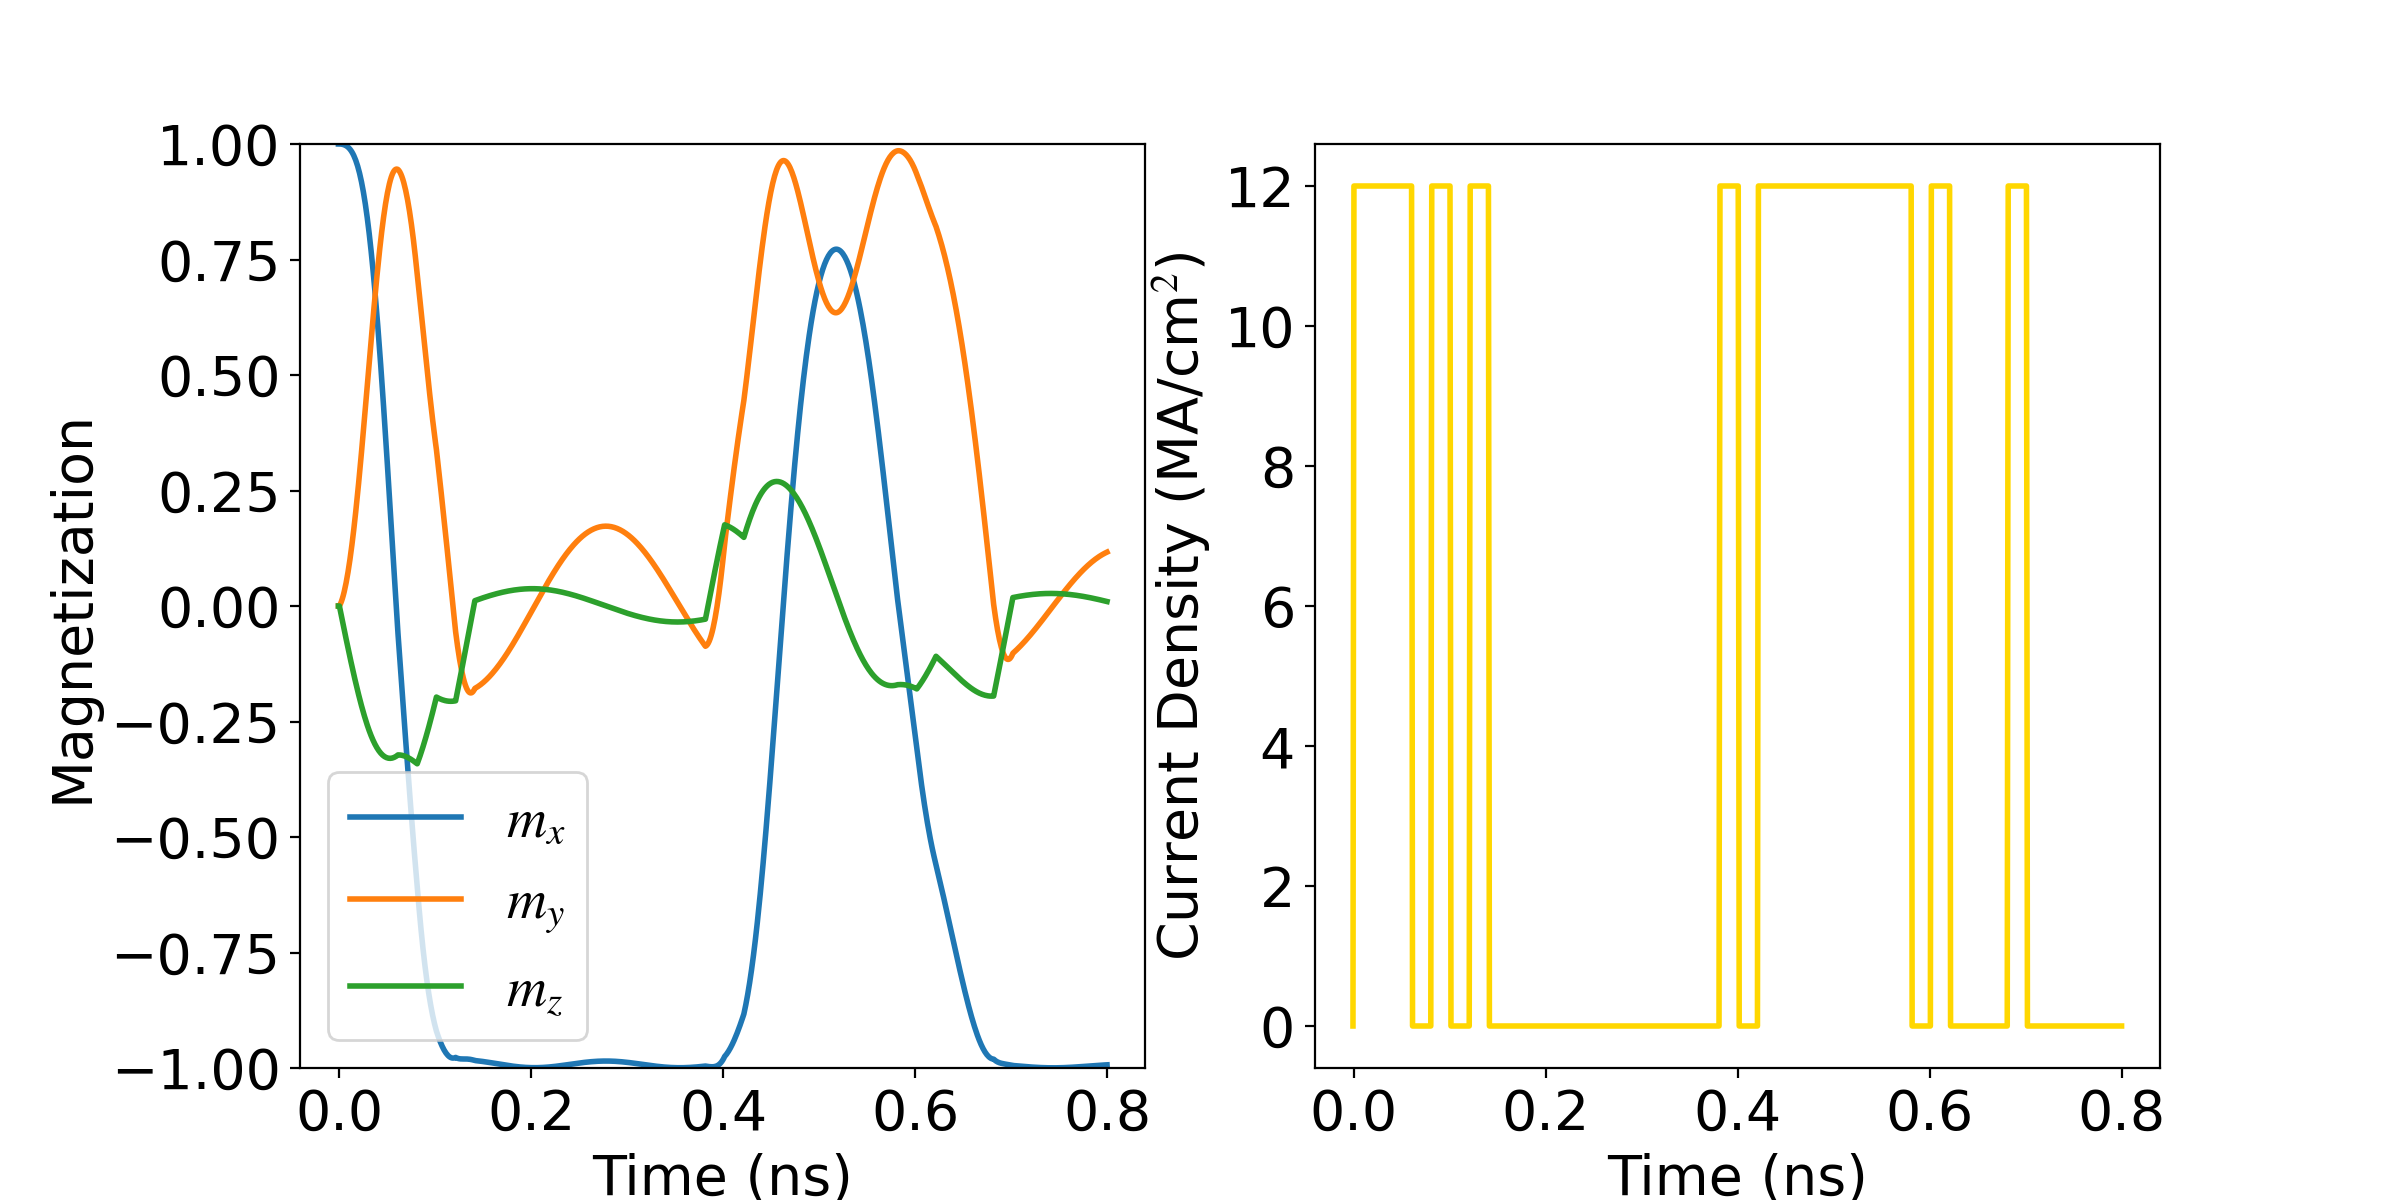 1.00
0.75
0.50
0.25
0.00
−0.25
−0.50
−0.75
−1.00
Magnetization
m_x
m_y
m_z
0.0 0.2 0.4 0.6 0.8
Time (ns)
12
10
8
6
4
2
0
Current Density (MA/cm²)
0.0 0.2 0.4 0.6 0.8
Time (ns)